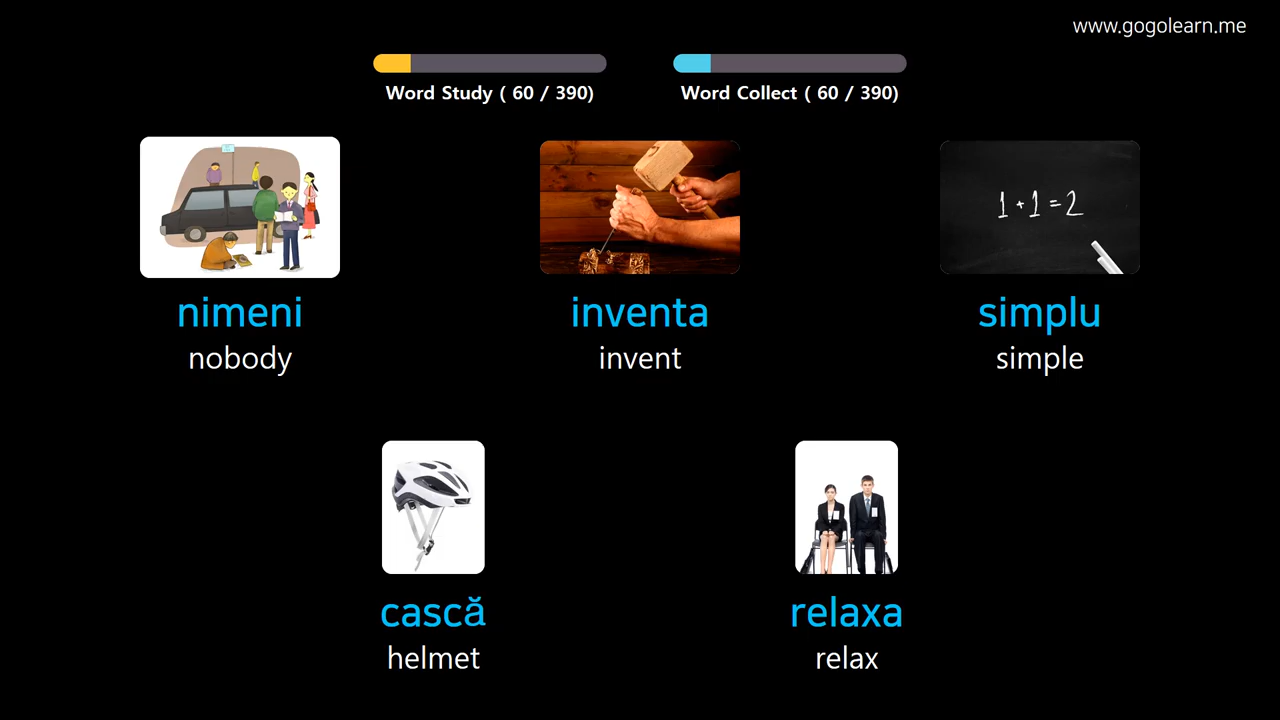 www.gogolearn.me
Word Study ( 60 / 390)
Word Collect ( 60 / 390)
1+1=2
nimeni
nobody
inventa
invent
simplu
simple
cască
helmet
relaxa
relax